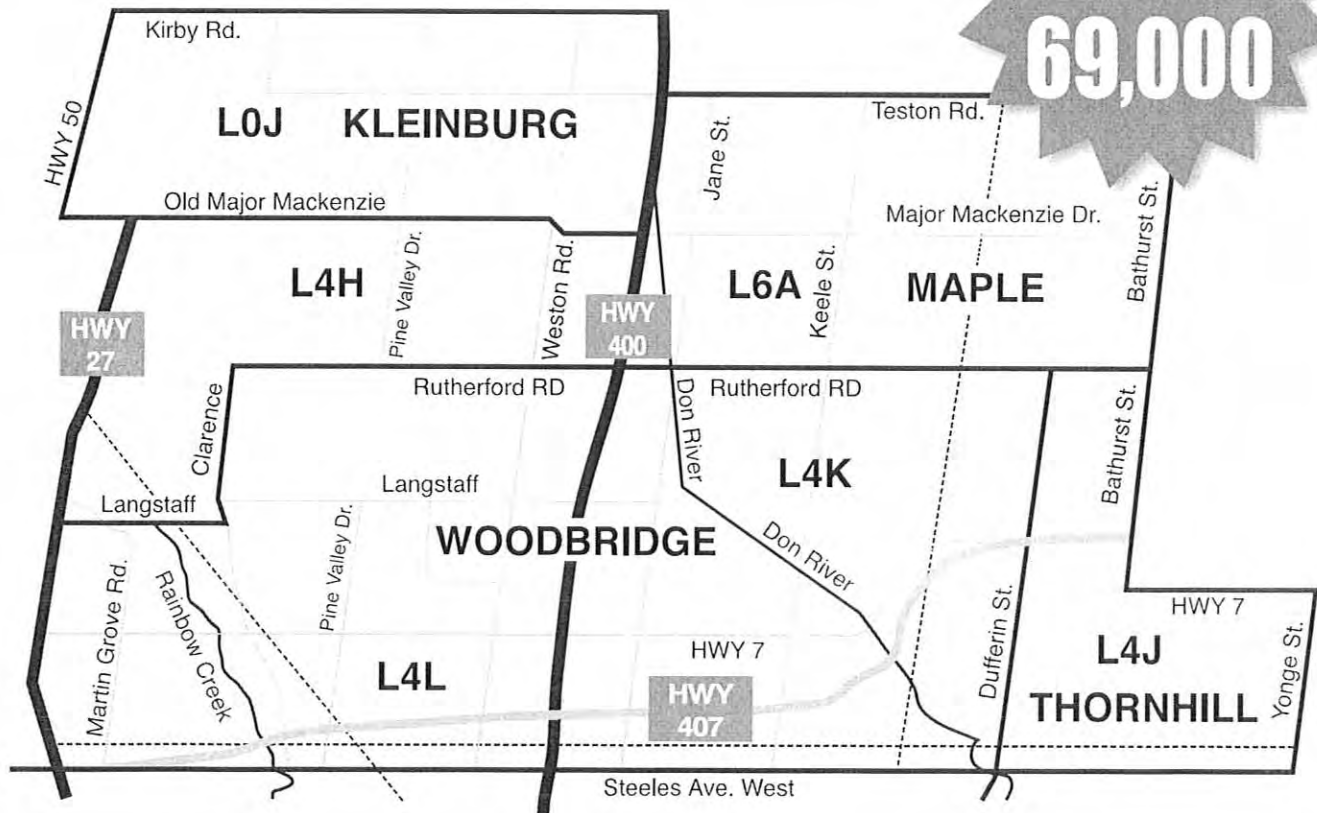 69,000
Kirby Rd.
HWY 50
L0J KLEINBURG
Teston Rd.
Jane St.
Old Major Mackenzie
Major Mackenzie Dr.
Bathurst St.
Pine Valley Dr.
Weston Rd.
L4H
L6A
Keele St.
MAPLE
HWY
27
HWY
400
Rutherford RD
Rutherford RD
Clarence
Don River
Bathurst St.
Langstaff
Langstaff
L4K
WOODBRIDGE
Don River
Pine Valley Dr.
Martin Grove Rd.
Rainbow Creek
HWY 7
HWY 7
Dufferin St.
L4J
THORNHILL
Yonge St.
L4L
HWY
407
Steeles Ave. West